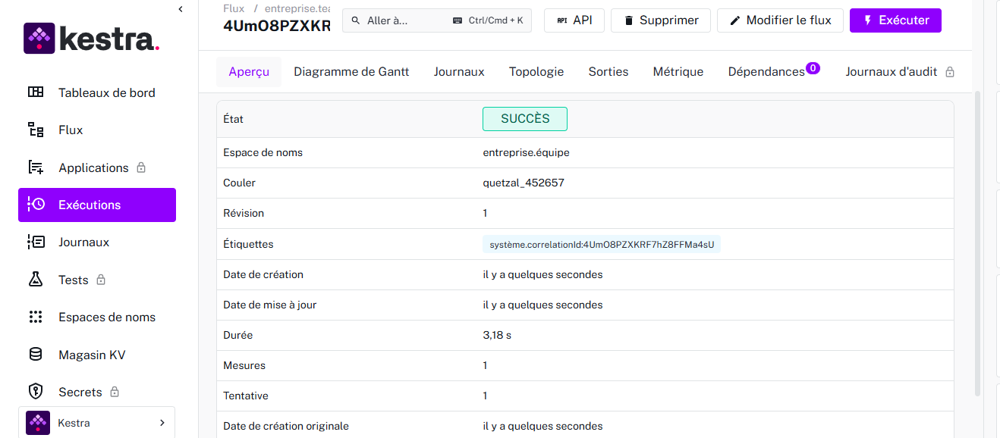 kestra.
Tableaux de bord
Flux
Applications
Exécutions
Journaux
Tests
Espaces de noms
Magasin KV
Secrets
Kestra
Flux / entreprise.tea
4UmO8PZXKR
Aller à... Ctrl/Cmd + K
API API
Supprimer
Modifier le flux
Exécuter
Aperçu
Diagramme de Gantt
Journaux
Topologie
Sorties
Métrique
Dépendances 0
Journaux d'audit
État SUCCÈS
Espace de noms entreprise.équipe
Couler quetzal_452657
Révision 1
Étiquettes système.correlationId:4UmO8PZXKRF7hZ8FFMa4sU
Date de création il y a quelques secondes
Date de mise à jour il y a quelques secondes
Durée 3,18 s
Mesures 1
Tentative 1
Date de création originale il y a quelques secondes